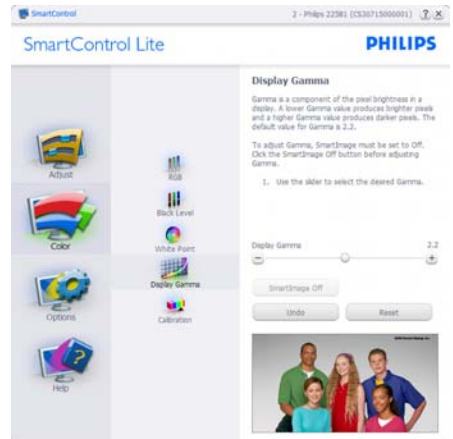 SmartControl
2 - Philips 225B1 (CS30715000001)
SmartControl Lite
PHILIPS
Adjust
Color
Options
Help
RGB
Black Level
White Point
Display Gamma
Calibration
Display Gamma
Gamma is a component of the pixel brightness in a
display. A lower Gamma value produces brighter pixels
and a higher Gamma value produces darker pixels. The
default value for Gamma is 2.2.
To adjust Gamma, SmartImage must be set to Off.
Click the SmartImage Off button before adjusting
Gamma.
1. Use the slider to select the desired Gamma.
Display Gamma
2.2
SmartImage Off
Undo
Reset